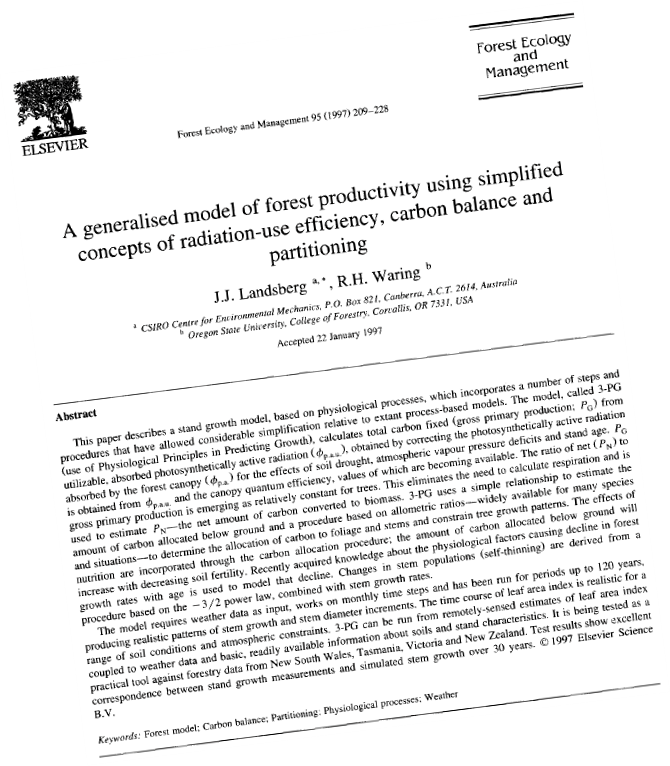 Forest Ecology
and
Management
ELSEVIER
Forest Ecology and Management 95 (1997) 209–228
A generalised model of forest productivity using simplified
concepts of radiation-use efficiency, carbon balance and
partitioning
J.J. Landsberg a,*, R.H. Waring b
a CSIRO Centre for Environmental Mechanics, P.O. Box 821, Canberra, A.C.T. 2614, Australia
b Oregon State University, College of Forestry, Corvallis, OR 7331, USA
Accepted 22 January 1997
Abstract
This paper describes a stand growth model, based on physiological processes, which incorporates a number of steps and
procedures that have allowed considerable simplification relative to extant process-based models. The model, called 3-PG
(use of Physiological Principles in Predicting Growth), calculates total carbon fixed (gross primary production; PG) from
utilizable, absorbed photosynthetically active radiation (ϕp.a.u.), obtained by correcting the photosynthetically active radiation
absorbed by the forest canopy (ϕp.a) for the effects of soil drought, atmospheric vapour pressure deficits and stand age. PG
is obtained from ϕp.a.u. and the canopy quantum efficiency, values of which are becoming available. The ratio of net (PN) to
gross primary production is emerging as relatively constant for trees. This eliminates the need to calculate respiration and is
used to estimate PN—the net amount of carbon converted to biomass. 3-PG uses a simple relationship to estimate the
amount of carbon allocated below ground and a procedure based on allometric ratios—widely available for many species
and situations—to determine the allocation of carbon to foliage and stems and constrain tree growth patterns. The effects of
nutrition are incorporated through the carbon allocation procedure; the amount of carbon allocated below ground will
increase with decreasing soil fertility. Recently acquired knowledge about the physiological factors causing decline in forest
growth rates with age is used to model that decline. Changes in stem populations (self-thinning) are derived from a
procedure based on the −3/2 power law, combined with stem growth rates.
The model requires weather data as input, works on monthly time steps and has been run for periods up to 120 years,
producing realistic patterns of stem growth and stem diameter increments. The time course of leaf area index is realistic for a
range of soil conditions and atmospheric constraints. 3-PG can be run from remotely-sensed estimates of leaf area index
coupled to weather data and basic, readily available information about soils and stand characteristics. It is being tested as a
practical tool against forestry data from New South Wales, Tasmania, Victoria and New Zealand. Test results show excellent
correspondence between stand growth measurements and simulated stem growth over 30 years. © 1997 Elsevier Science
B.V.
Keywords: Forest model; Carbon balance; Partitioning; Physiological processes; Weather